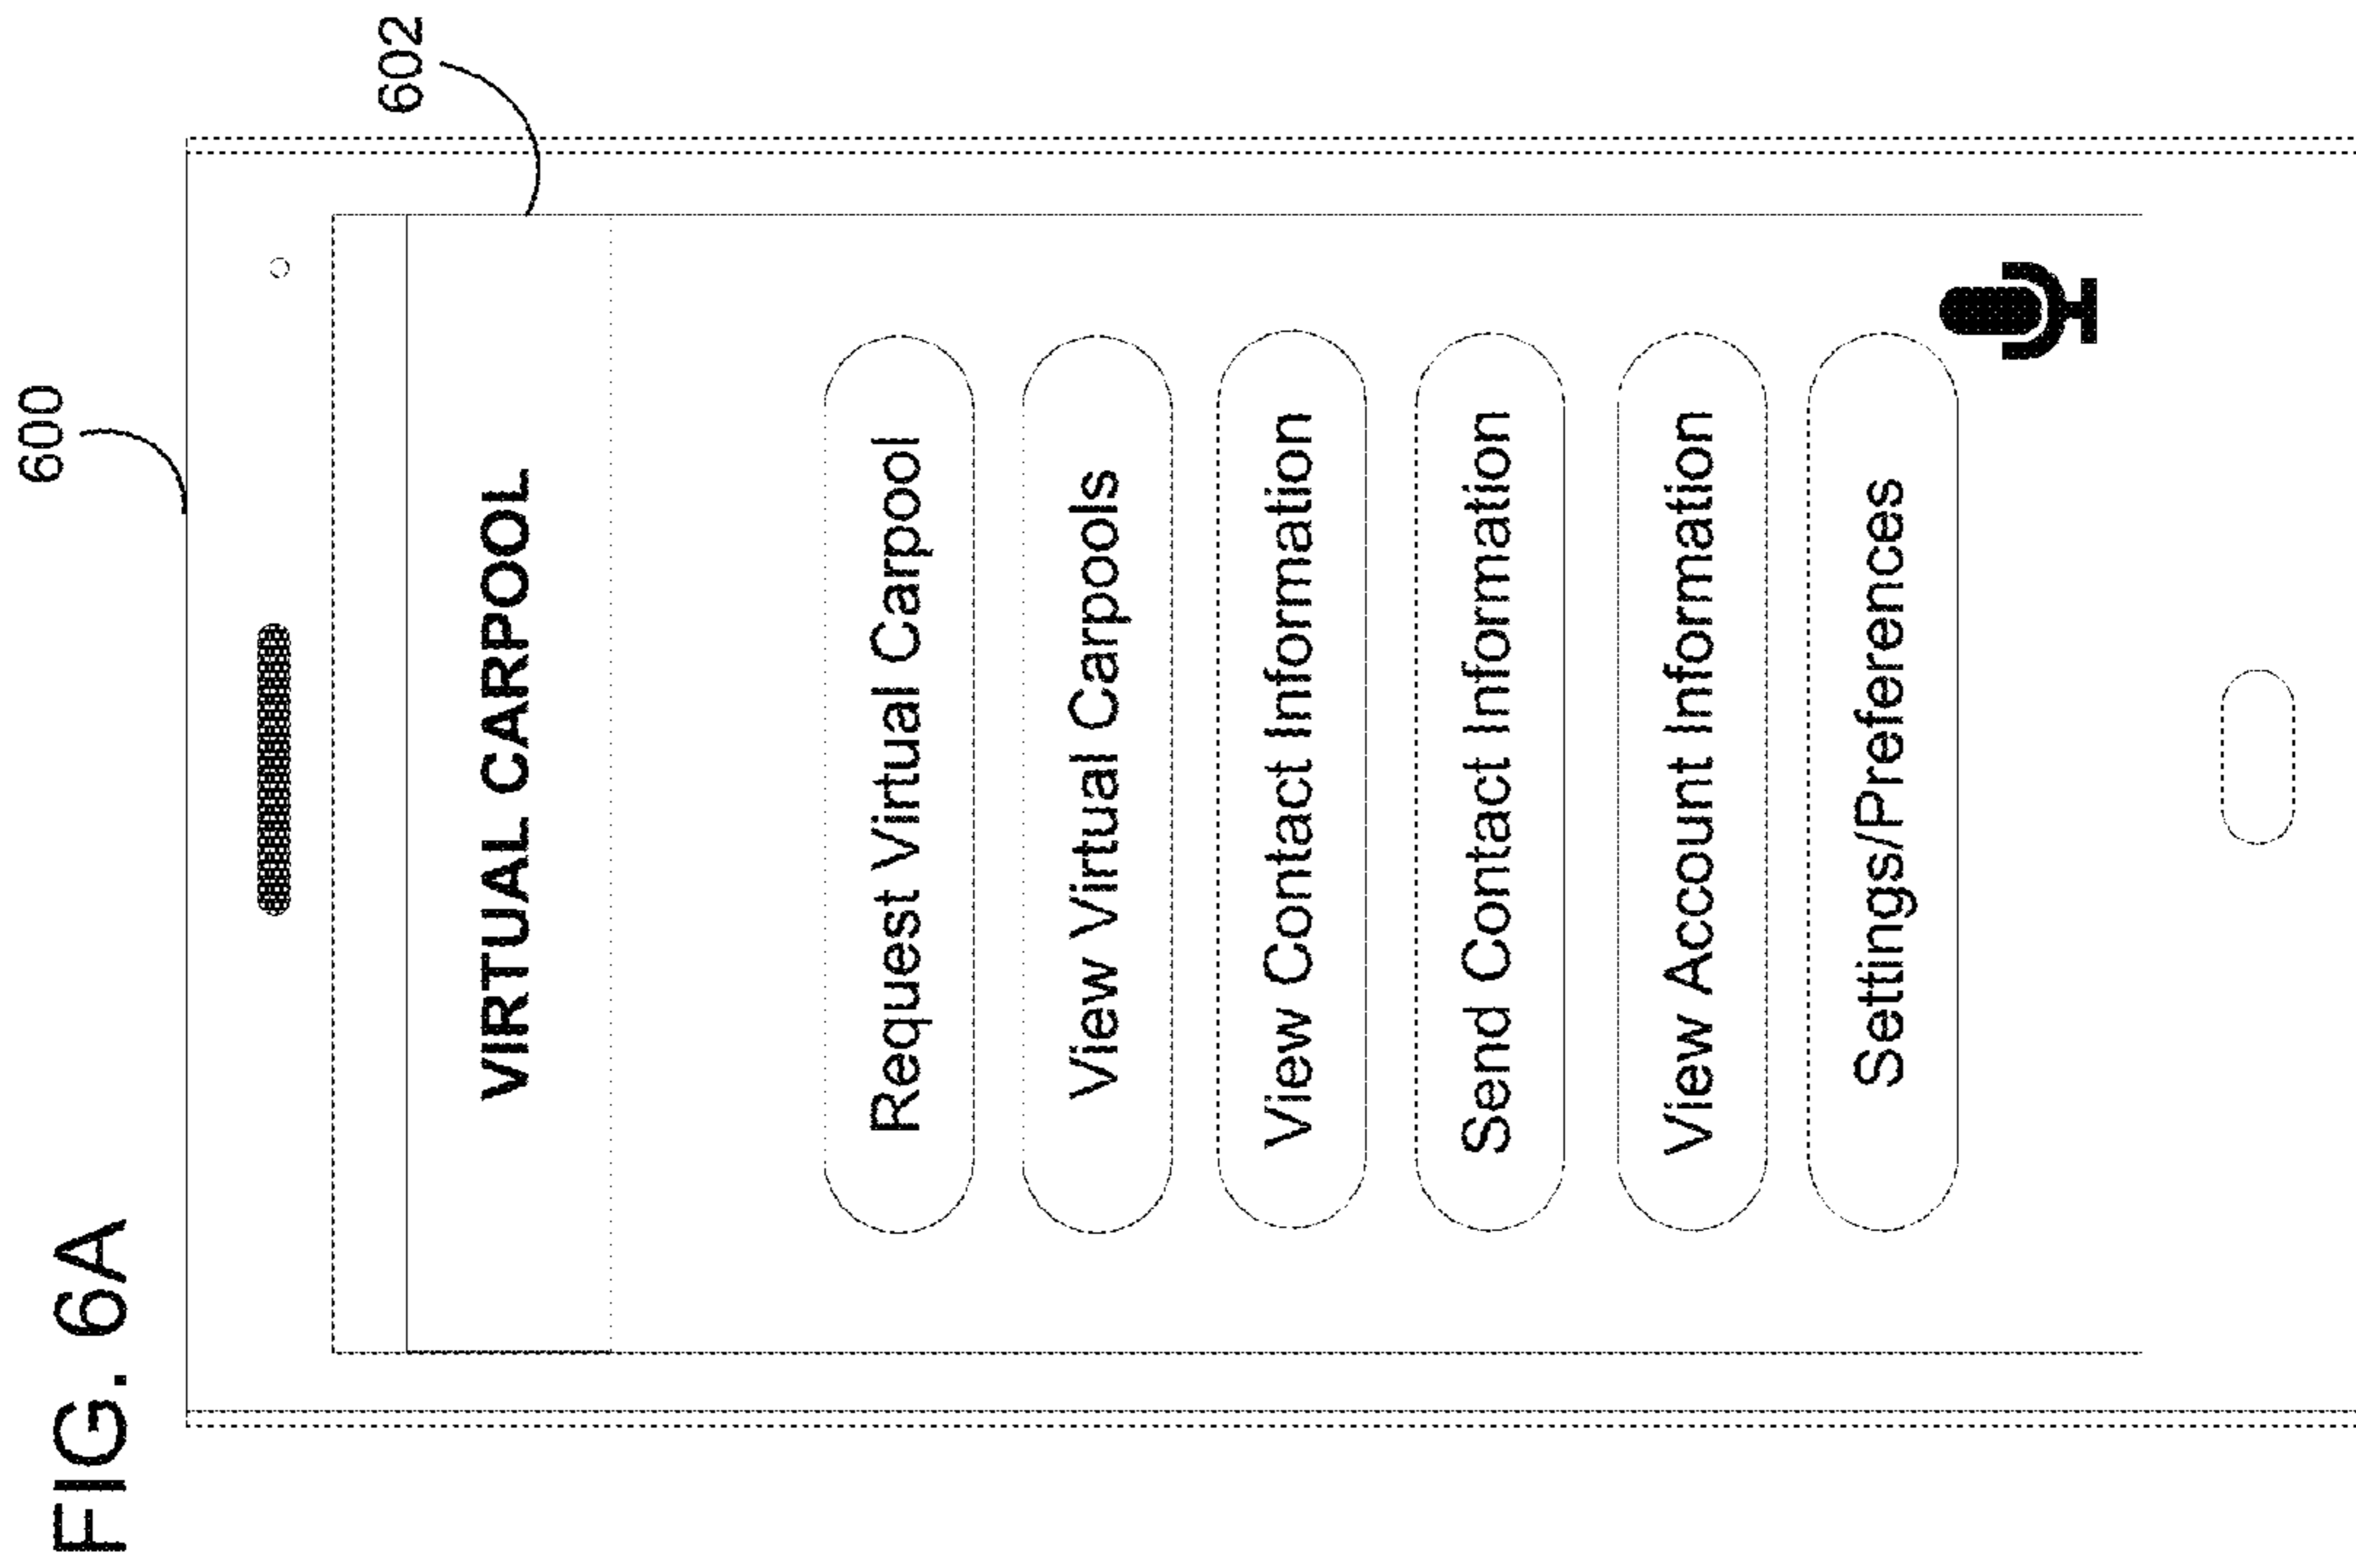 FIG. 6A
600
602
VIRTUAL CARPOOL
Request Virtual Carpool
View Virtual Carpools
View Contact Information
Send Contact Information
View Account Information
Settings/Preferences